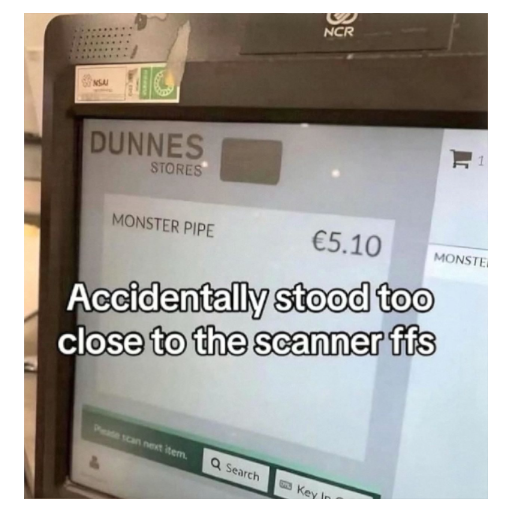 NCR
NSAI
DUNNES
STORES
1
MONSTER PIPE
€5.10
MONSTE
Accidentally stood too
close to the scanner ffs
Please scan next item.
Search
Key In